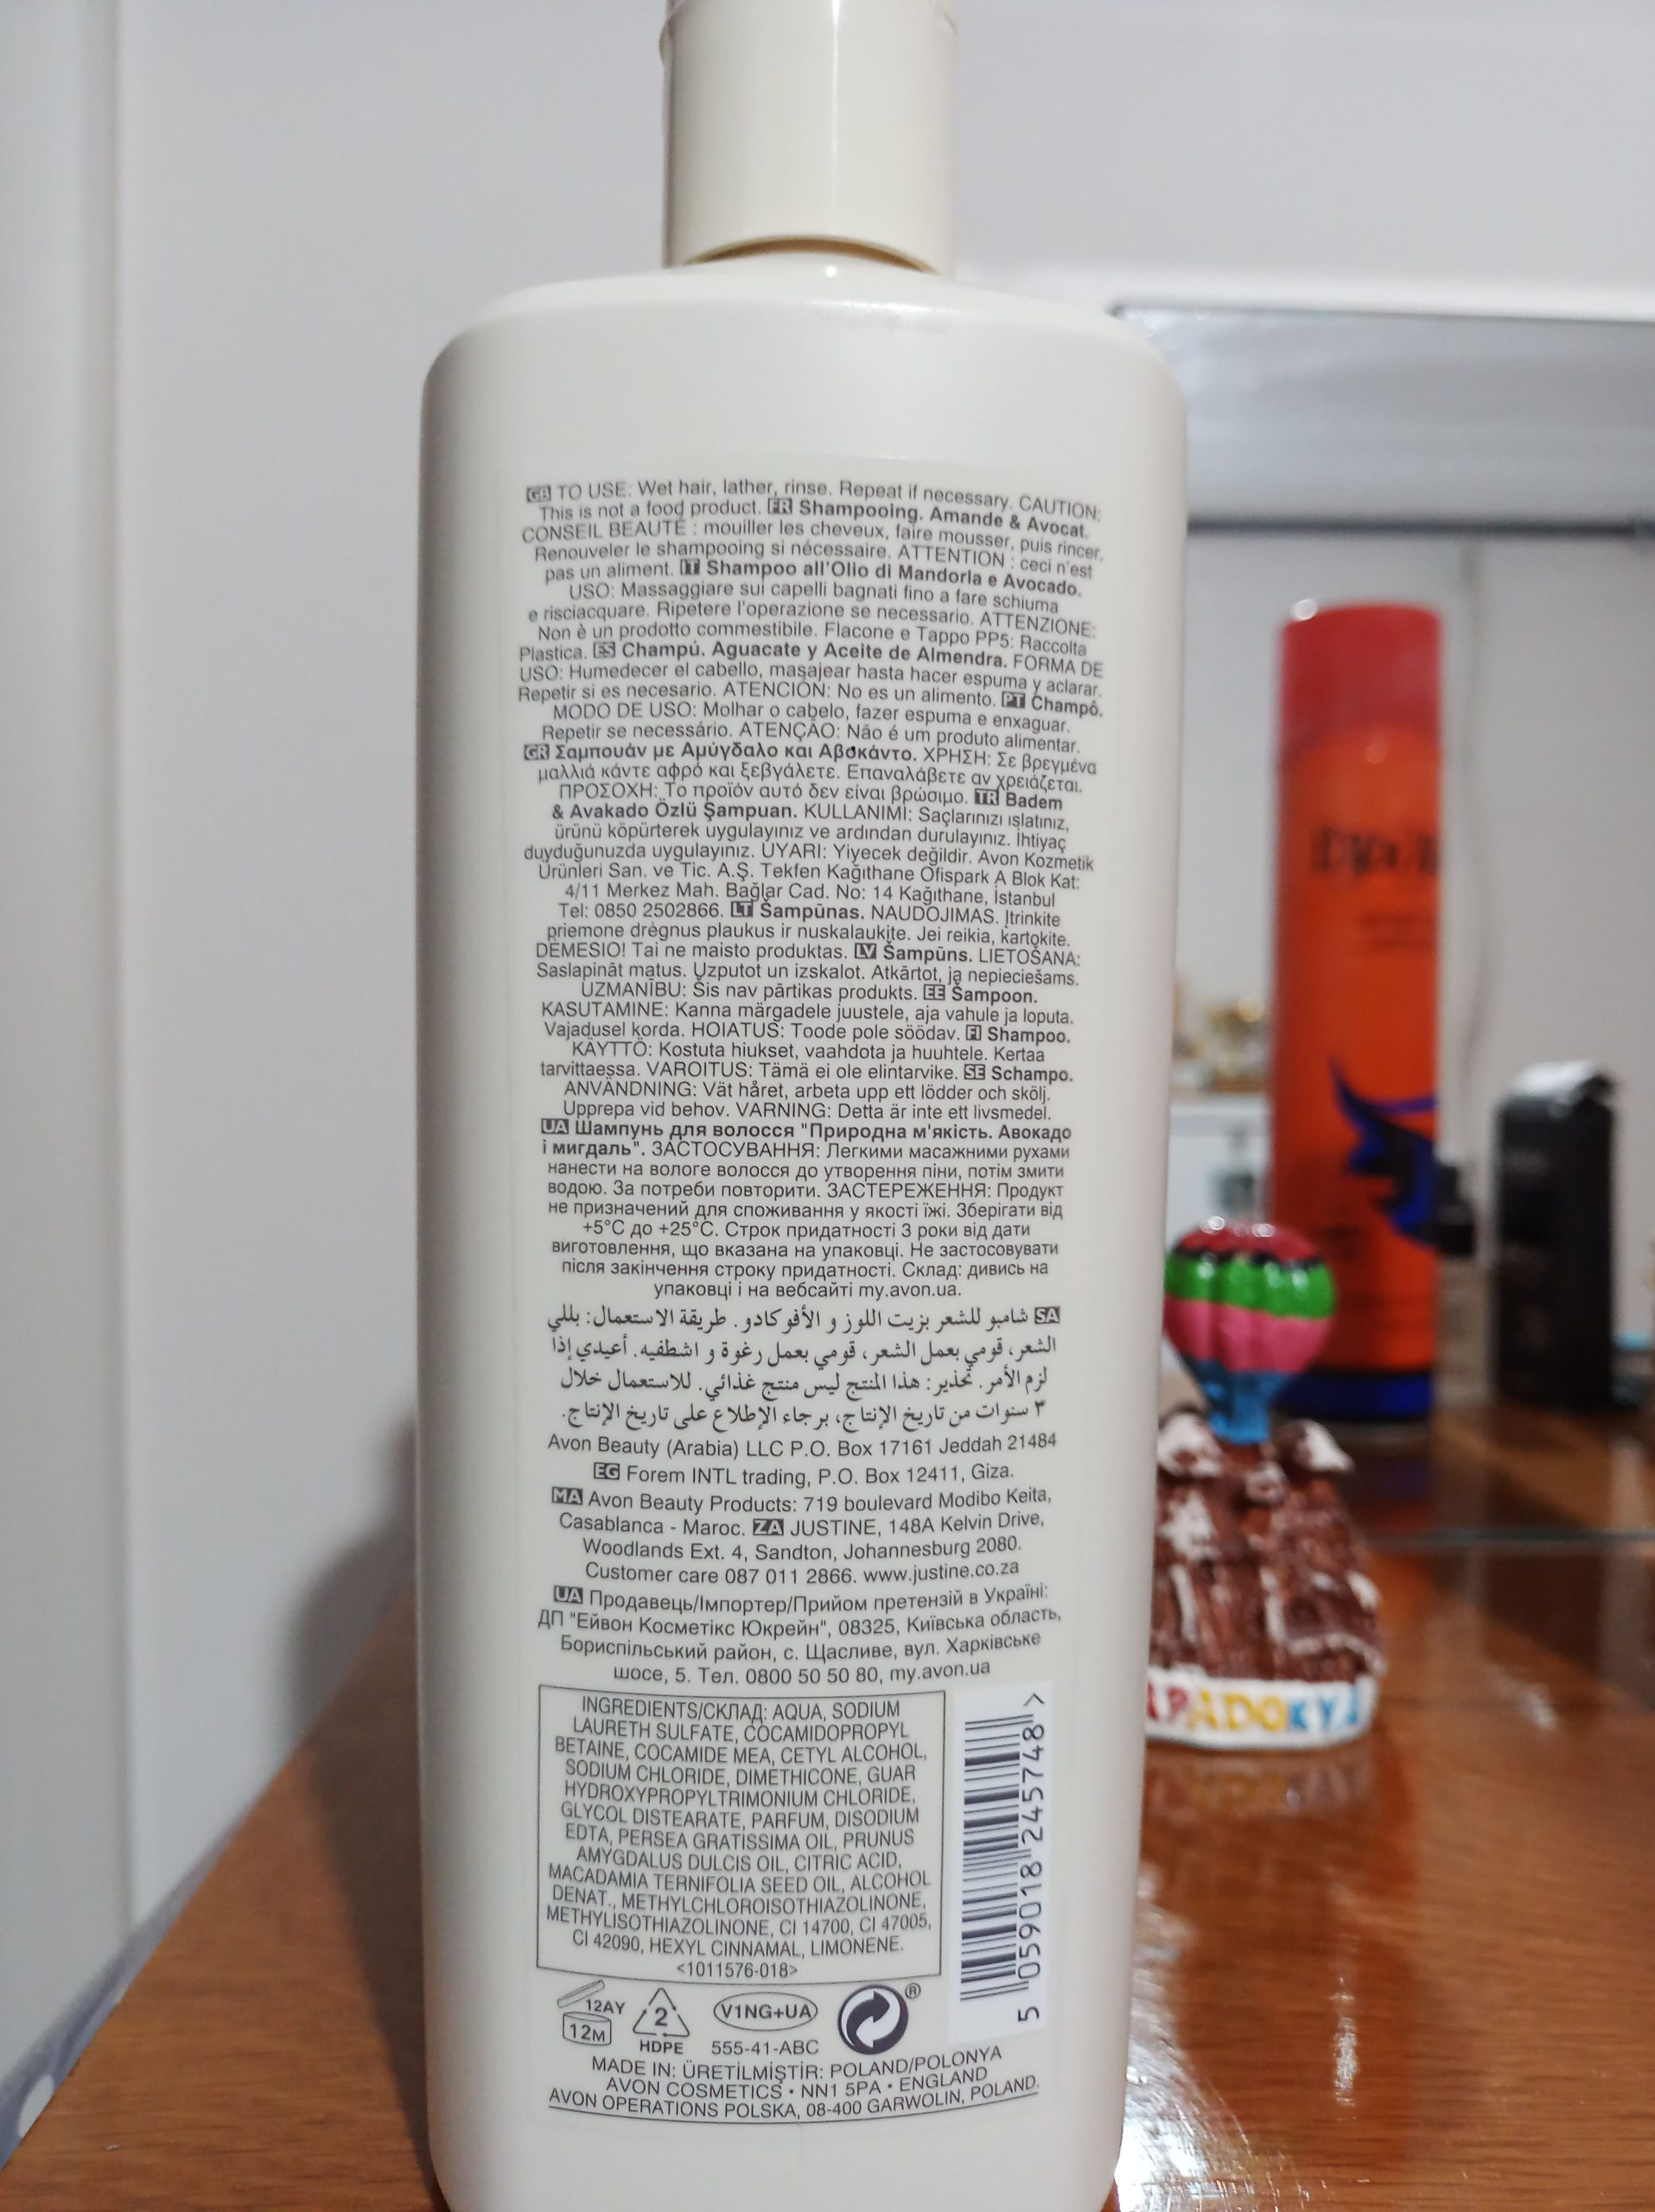 GB TO USE: Wet hair, lather, rinse. Repeat if necessary. CAUTION:
This is not a food product. FR Shampooing. Amande & Avocat.
CONSEIL BEAUTÉ : mouiller les cheveux, faire mousser, puis rincer.
Renouveler le shampooing si nécessaire. ATTENTION : ceci n'est
pas un aliment. IT Shampoo all'Olio di Mandorla e Avocado.
USO: Massaggiare sui capelli bagnati fino a fare schiuma
e risciacquare. Ripetere l'operazione se necessario. ATTENZIONE:
Non è un prodotto commestibile. Flacone e Tappo PP5: Raccolta
Plastica. ES Champú. Aguacate y Aceite de Almendra. FORMA DE
USO: Humedecer el cabello, masajear hasta hacer espuma y aclarar.
Repetir si es necesario. ATENCIÓN: No es un alimento. PT Champô.
MODO DE USO: Molhar o cabelo, fazer espuma e enxaguar.
Repetir se necessário. ATENÇÃO: Não é um produto alimentar.
GR Σαμπουάν με Αμύγδαλο και Αβοκάντο. ΧΡΗΣΗ: Σε βρεγμένα
μαλλιά κάντε αφρό και ξεβγάλετε. Επαναλάβετε αν χρειάζεται.
ΠΡΟΣΟΧΗ: Το προϊόν αυτό δεν είναι βρώσιμο. TR Badem
& Avakado Özlü Şampuan. KULLANIMI: Saçlarınızı ıslatınız,
ürünü köpürterek uygulayınız ve ardından durulayınız. İhtiyaç
duyduğunuzda uygulayınız. UYARI: Yiyecek değildir. Avon Kozmetik
Ürünleri San. ve Tic. A.Ş. Tekfen Kağıthane Ofispark A Blok Kat:
4/11 Merkez Mah. Bağlar Cad. No: 14 Kağıthane, İstanbul
Tel: 0850 2502866. LT Šampūnas. NAUDOJIMAS. Įtrinkite
priemone drėgnus plaukus ir nuskalaukite. Jei reikia, kartokite.
DĖMESIO! Tai ne maisto produktas. LV Šampūns. LIETOŠANA:
Saslapināt matus. Uzputot un izskalot. Atkārtot, ja nepieciešams.
UZMANĪBU: Šis nav pārtikas produkts. EE Šampoon.
KASUTAMINE: Kanna märgadele juustele, aja vahule ja loputa.
Vajadusel korda. HOIATUS: Toode pole söödav. FI Shampoo.
KÄYTTÖ: Kostuta hiukset, vaahdota ja huuhtele. Kertaa
tarvittaessa. VAROITUS: Tämä ei ole elintarvike. SE Schampo.
ANVÄNDNING: Vät håret, arbeta upp ett lödder och skölj.
Upprepa vid behov. VARNING: Detta är inte ett livsmedel.
UA Шампунь для волосся "Природна м'якість. Авокадо
і мигдаль". ЗАСТОСУВАННЯ: Легкими масажними рухами
нанести на вологе волосся до утворення піни, потім змити
водою. За потреби повторити. ЗАСТЕРЕЖЕННЯ: Продукт
не призначений для споживання у якості їжі. Зберігати від
+5°C до +25°C. Строк придатності 3 роки від дати
виготовлення, що вказана на упаковці. Не застосовувати
після закінчення строку придатності. Склад: дивись на
упаковці і на вебсайті my.avon.ua.
SA شامبو للشعر بزيت اللوز و الأفوكادو. طريقة الاستعمال: بللي
الشعر، قومي بعمل الشعر، قومي بعمل رغوة و اشطفيه. أعيدي إذا
لزم الأمر. تحذير: هذا المنتج ليس منتج غذائي. للاستعمال خلال
٣ سنوات من تاريخ الإنتاج، برجاء الإطلاع على تاريخ الإنتاج.
Avon Beauty (Arabia) LLC P.O. Box 17161 Jeddah 21484
EG Forem INTL trading, P.O. Box 12411, Giza.
MA Avon Beauty Products: 719 boulevard Modibo Keita,
Casablanca - Maroc. ZA JUSTINE, 148A Kelvin Drive,
Woodlands Ext. 4, Sandton, Johannesburg 2080.
Customer care 087 011 2866. www.justine.co.za
UA Продавець/Імпортер/Прийом претензій в Україні:
ДП "Ейвон Косметікс Юкрейн", 08325, Київська область,
Бориспільський район, с. Щасливе, вул. Харківське
шосе, 5. Тел. 0800 50 50 80, my.avon.ua
INGREDIENTS/СКЛАД: AQUA, SODIUM
LAURETH SULFATE, COCAMIDOPROPYL
BETAINE, COCAMIDE MEA, CETYL ALCOHOL,
SODIUM CHLORIDE, DIMETHICONE, GUAR
HYDROXYPROPYLTRIMONIUM CHLORIDE,
GLYCOL DISTEARATE, PARFUM, DISODIUM
EDTA, PERSEA GRATISSIMA OIL, PRUNUS
AMYGDALUS DULCIS OIL, CITRIC ACID,
MACADAMIA TERNIFOLIA SEED OIL, ALCOHOL
DENAT., METHYLCHLOROISOTHIAZOLINONE,
METHYLISOTHIAZOLINONE, CI 14700, CI 47005,
CI 42090, HEXYL CINNAMAL, LIMONENE.
<1011576-018>
5 059018 245748 >
12AY
12M
2
HDPE
V1NG+UA
555-41-ABC
®
MADE IN: ÜRETİLMİŞTİR: POLAND/POLONYA
AVON COSMETICS • NN1 5PA • ENGLAND
AVON OPERATIONS POLSKA, 08-400 GARWOLIN, POLAND.
APADOKYA